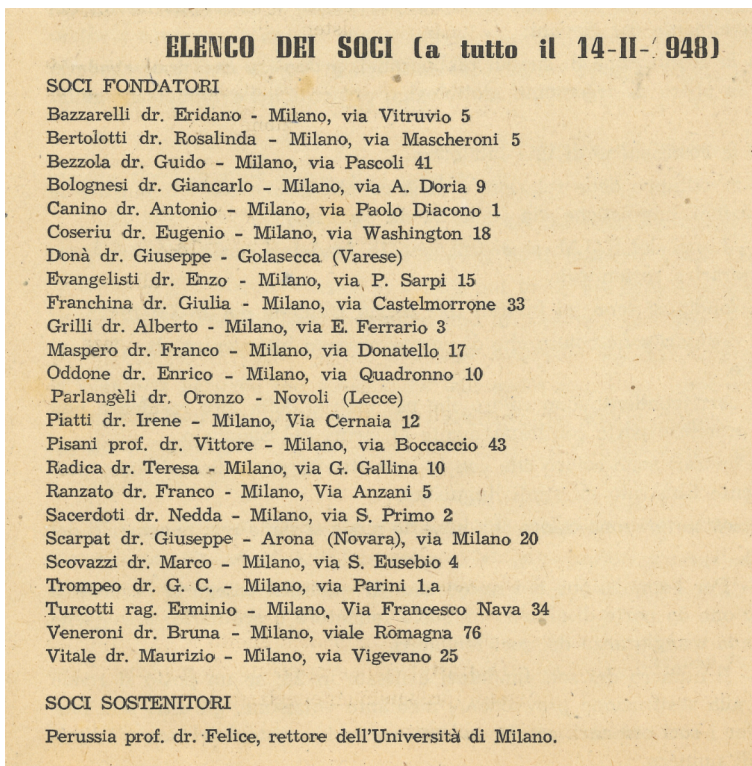 ELENCO DEI SOCI (a tutto il 14-II-'948)
SOCI FONDATORI
Bazzarelli dr. Eridano - Milano, via Vitruvio 5
Bertolotti dr. Rosalinda - Milano, via Mascheroni 5
Bezzola dr. Guido - Milano, via Pascoli 41
Bolognesi dr. Giancarlo - Milano, via A. Doria 9
Canino dr. Antonio - Milano, via Paolo Diacono 1
Coseriu dr. Eugenio - Milano, via Washington 18
Donà dr. Giuseppe - Golasecca (Varese)
Evangelisti dr. Enzo - Milano, via P. Sarpi 15
Franchina dr. Giulia - Milano, via Castelmorrone 33
Grilli dr. Alberto - Milano, via E. Ferrario 3
Maspero dr. Franco - Milano, via Donatello 17
Oddone dr. Enrico - Milano, via Quadronno 10
Parlangèli dr. Oronzo - Novoli (Lecce)
Piatti dr. Irene - Milano, Via Cernaia 12
Pisani prof. dr. Vittore - Milano, via Boccaccio 43
Radica dr. Teresa - Milano, via G. Gallina 10
Ranzato dr. Franco - Milano, Via Anzani 5
Sacerdoti dr. Nedda - Milano, via S. Primo 2
Scarpat dr. Giuseppe - Arona (Novara), via Milano 20
Scovazzi dr. Marco - Milano, via S. Eusebio 4
Trompeo dr. G. C. - Milano, via Parini 1.a
Turcotti rag. Erminio - Milano, Via Francesco Nava 34
Veneroni dr. Bruna - Milano, viale Romagna 76
Vitale dr. Maurizio - Milano, via Vigevano 25
SOCI SOSTENITORI
Perussia prof. dr. Felice, rettore dell'Università di Milano.